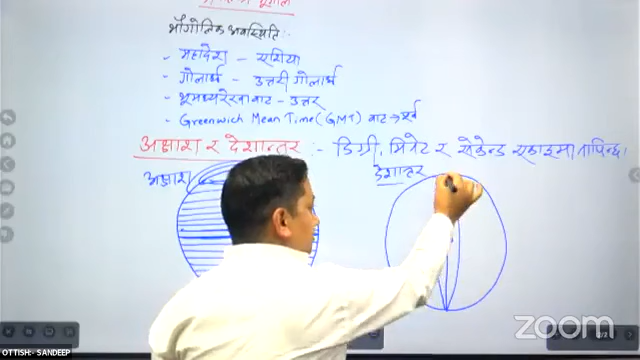 भौगोलिक अवस्थिति :-
- महादेश - एशिया
- गोलार्ध - उत्तरी गोलार्ध
- भूमध्यरेखाबाट - उत्तर
- Greenwich Mean Time (GMT) बाट → पूर्व
अक्षांश र देशान्तर :- डिग्री, मिनेट र सेकेन्ड एकाइमा नापिन्छ।
अक्षांश
देशान्तर
zoom
OTTISH:- SANDEEP